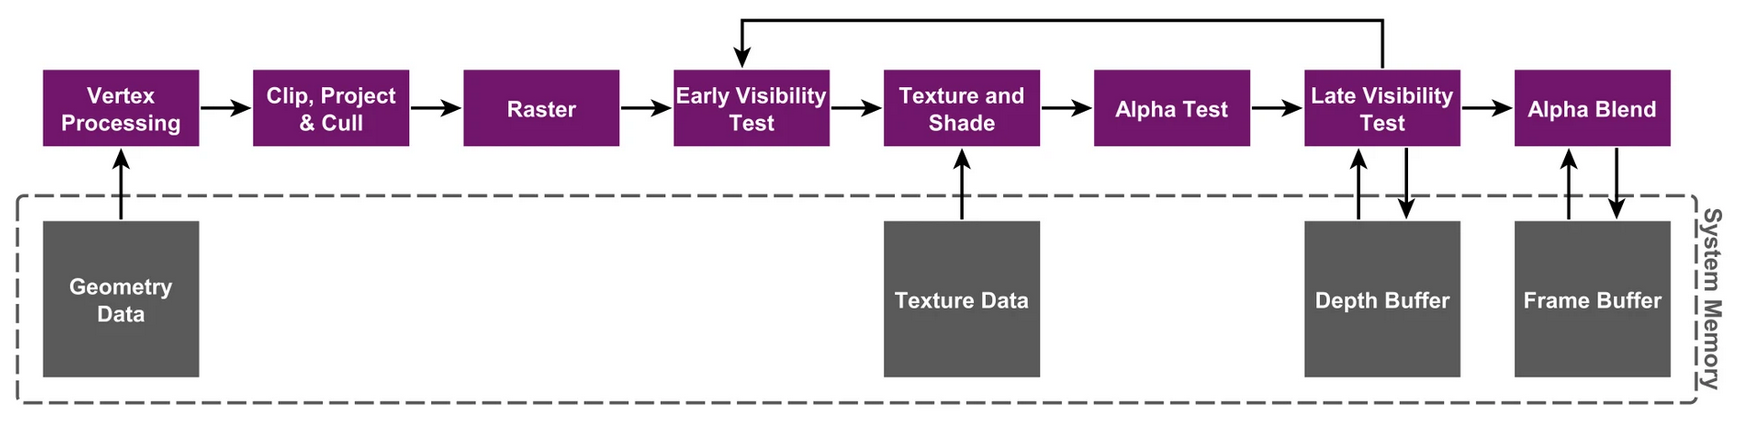 Vertex
Processing
Clip, Project
& Cull
Raster
Early Visibility
Test
Texture and
Shade
Alpha Test
Late Visibility
Test
Alpha Blend
Geometry
Data
Texture Data
Depth Buffer
Frame Buffer
System Memory